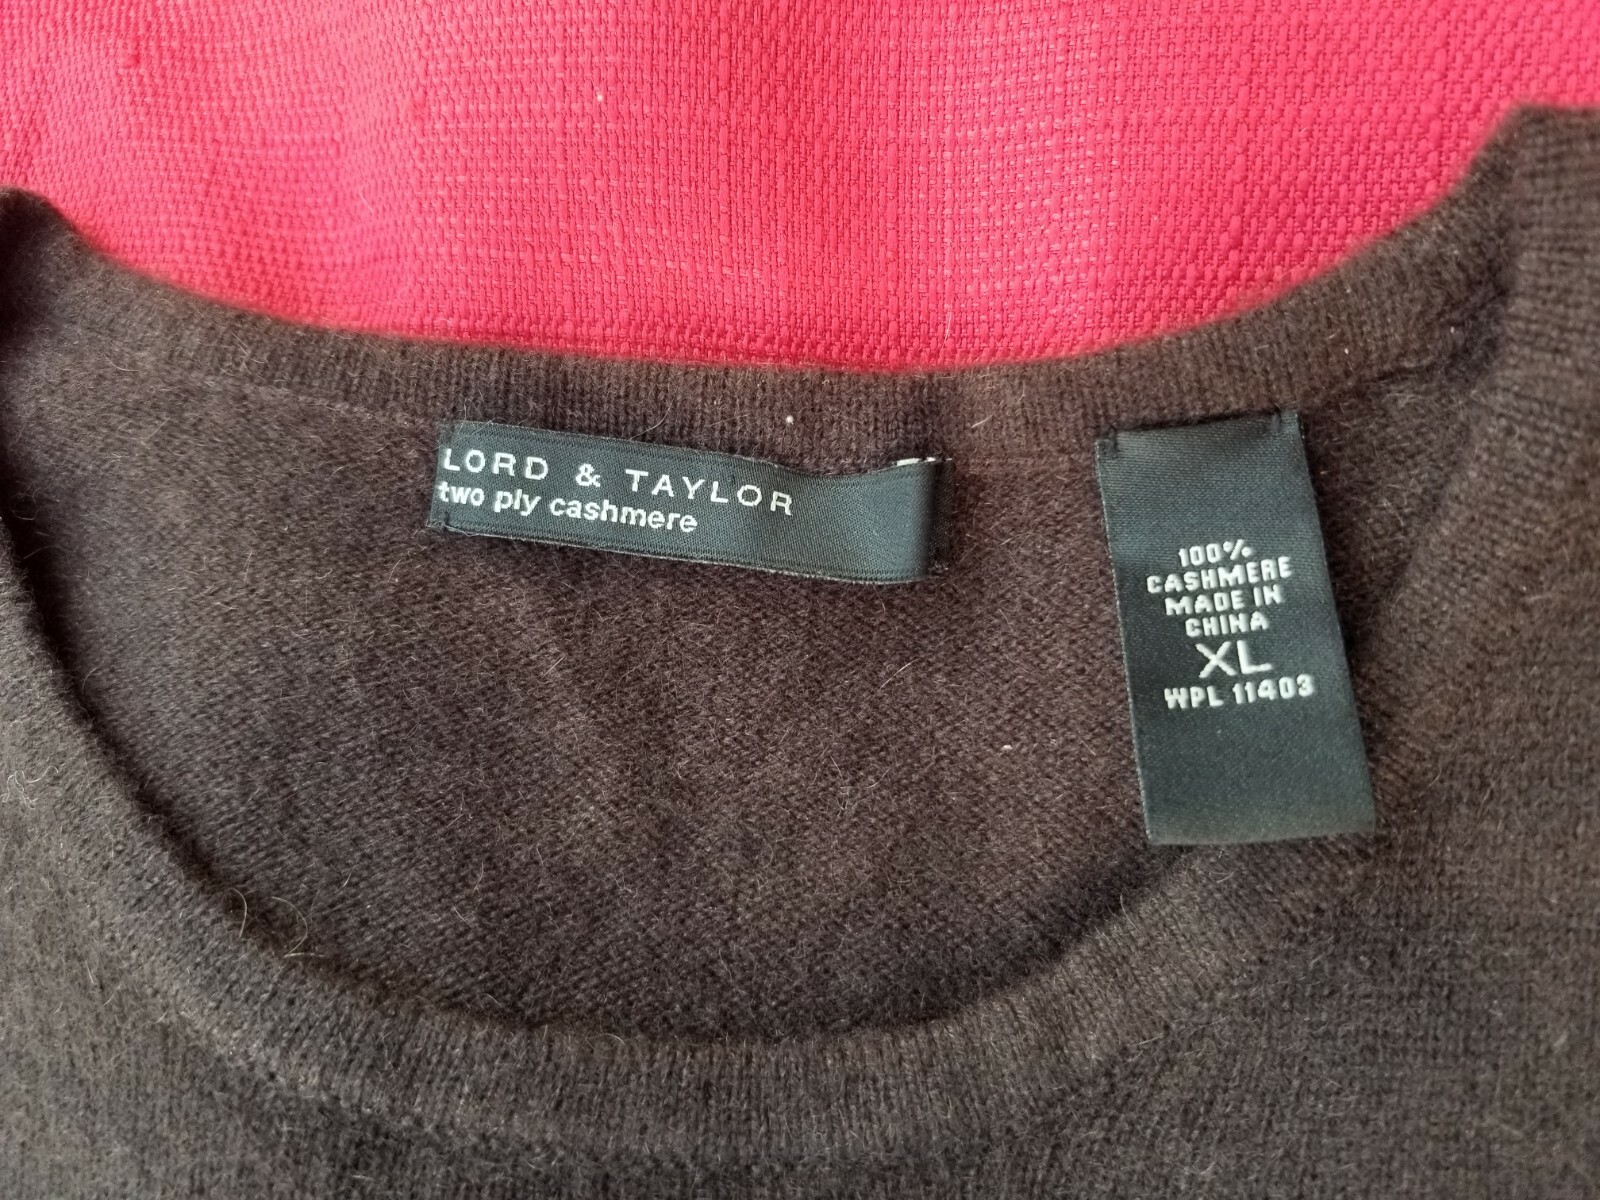 LORD & TAYLOR
two ply cashmere
100%
CASHMERE
MADE IN
CHINA
XL
WPL 11403